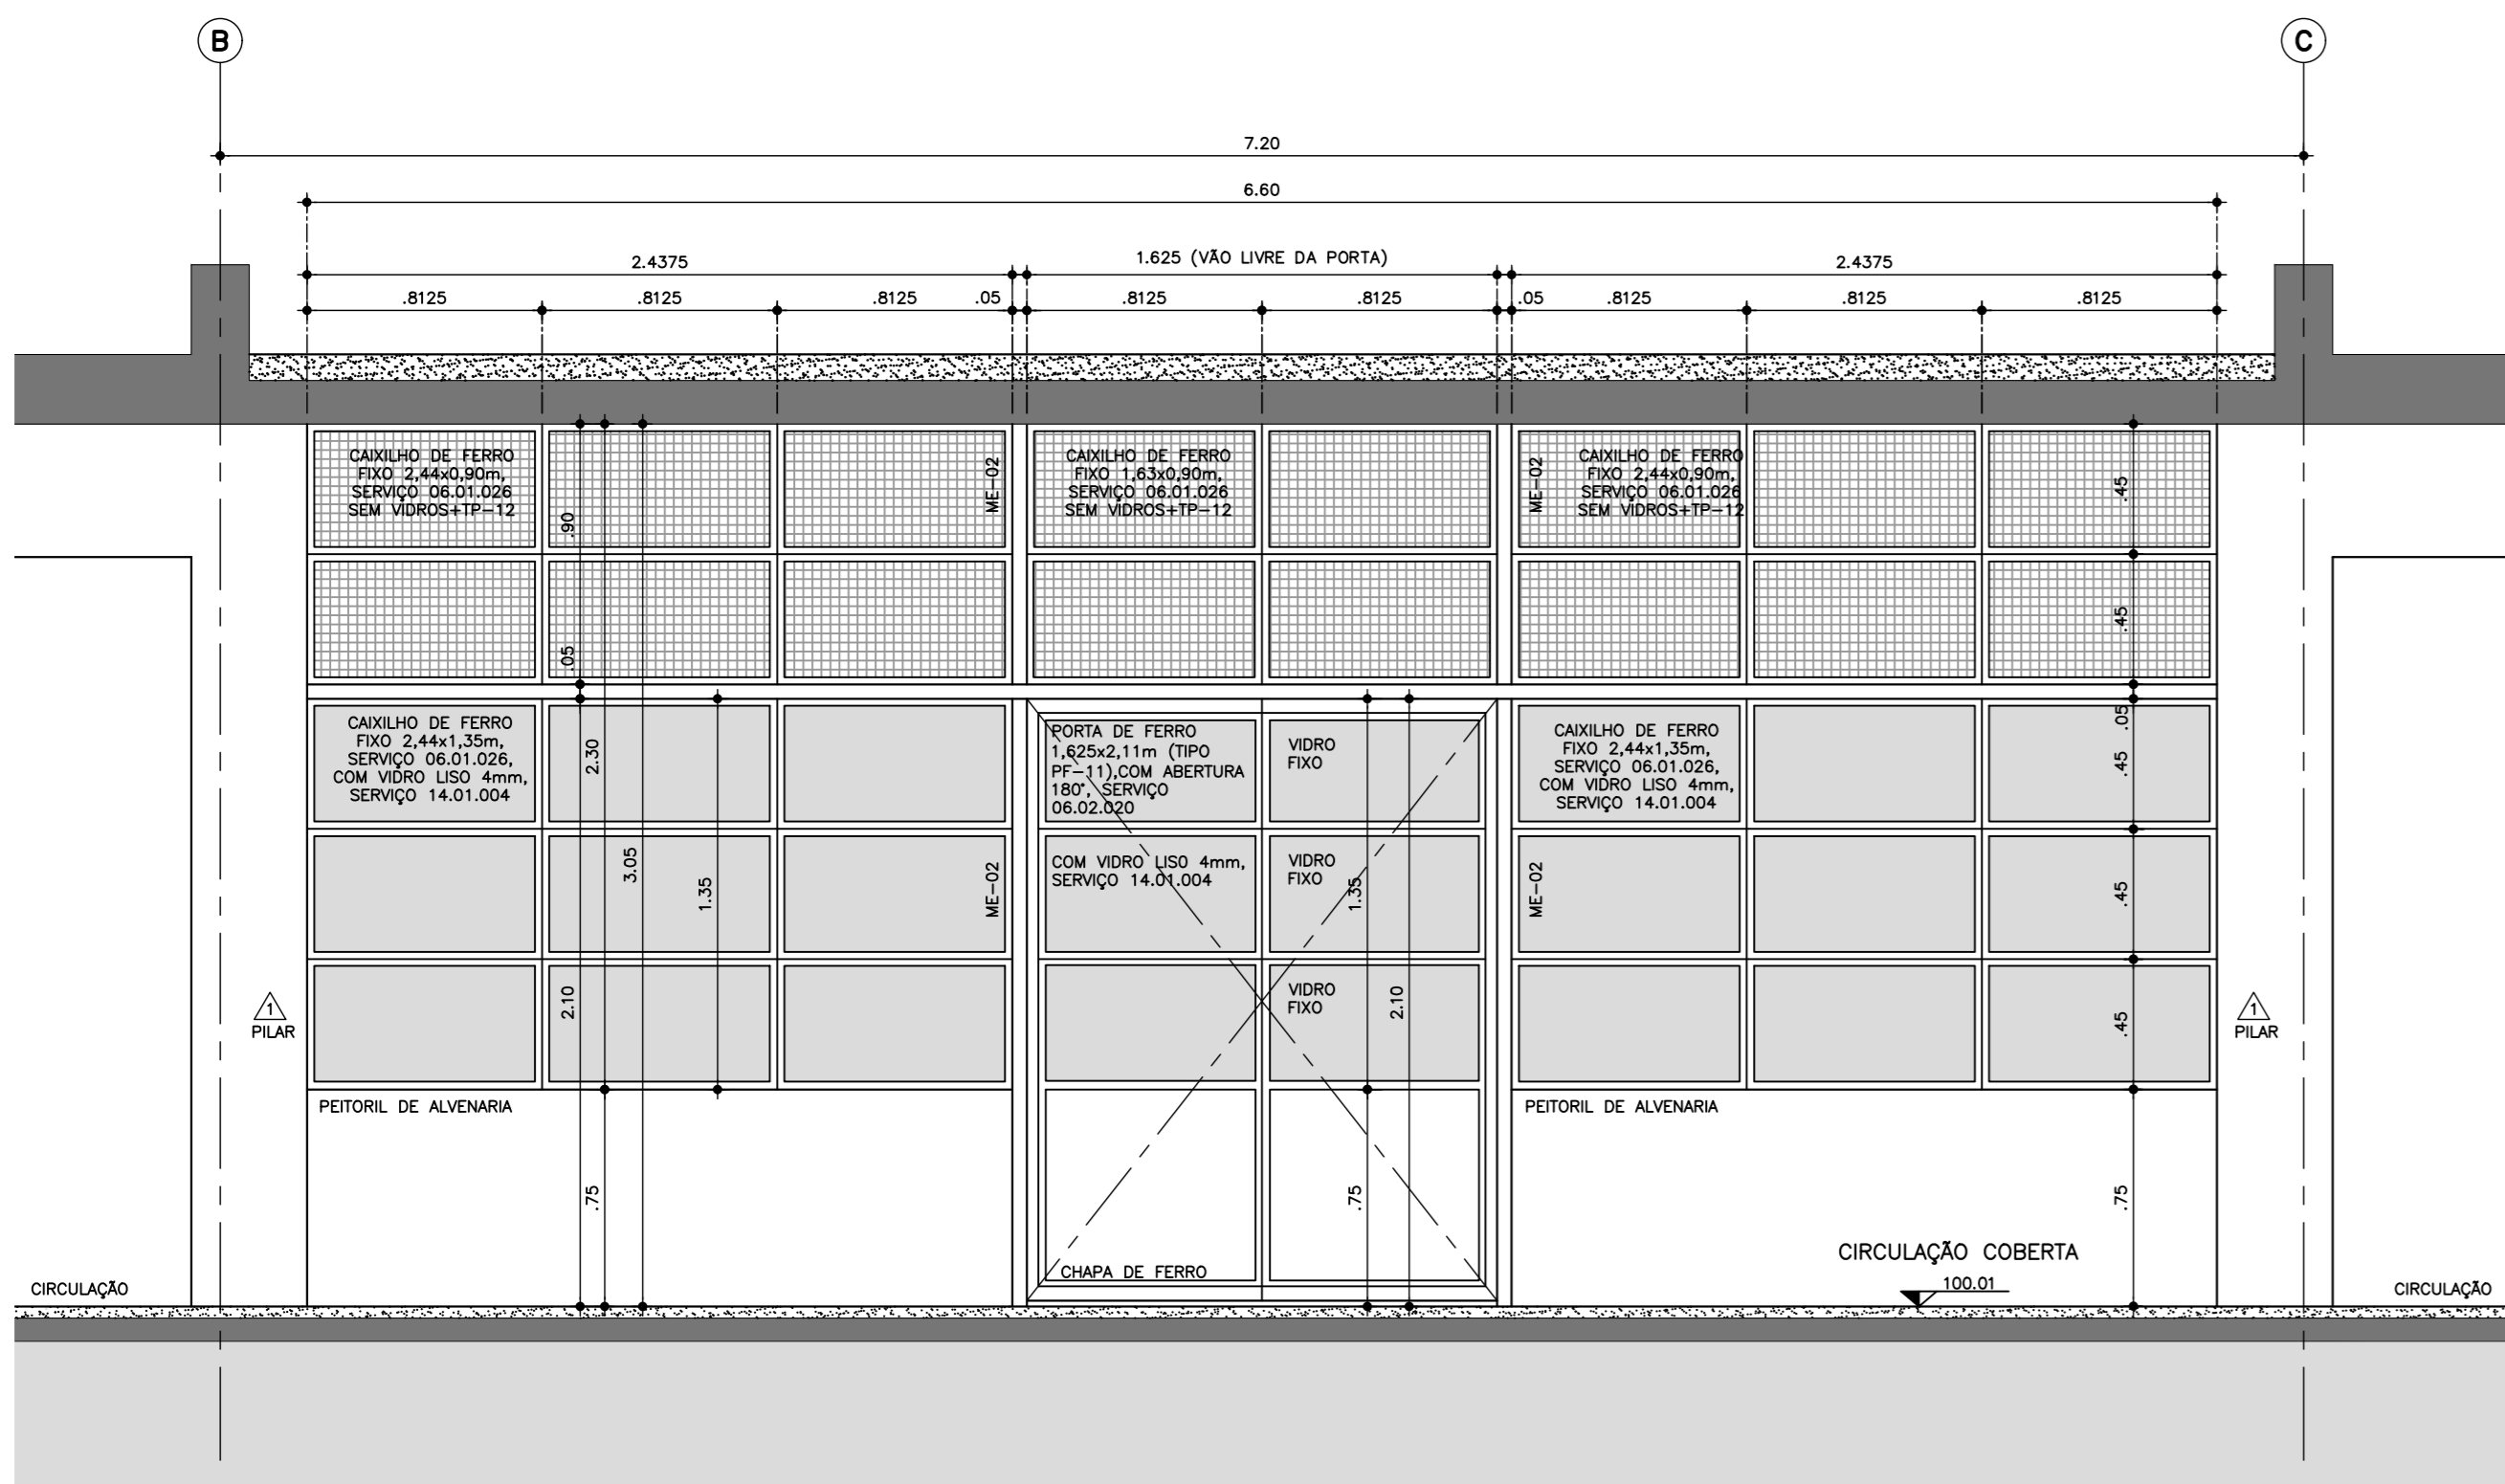 B
C
7.20
6.60
2.4375
1.625 (VÃO LIVRE DA PORTA)
2.4375
.8125
.8125
.8125
.05
.8125
.8125
.05
.8125
.8125
.8125
CAIXILHO DE FERRO
FIXO 2,44x0,90m,
SERVIÇO 06.01.026
SEM VIDROS+TP-12
.90
ME-02
CAIXILHO DE FERRO
FIXO 1,63x0,90m,
SERVIÇO 06.01.026
SEM VIDROS+TP-12
ME-02
CAIXILHO DE FERRO
FIXO 2,44x0,90m,
SERVIÇO 06.01.026
SEM VIDROS+TP-12
.45
.45
.05
.05
CAIXILHO DE FERRO
FIXO 2,44x1,35m,
SERVIÇO 06.01.026,
COM VIDRO LISO 4mm,
SERVIÇO 14.01.004
2.30
PORTA DE FERRO
1,625x2,11m (TIPO
PF-11),COM ABERTURA
180°, SERVIÇO
06.02.020
VIDRO
FIXO
CAIXILHO DE FERRO
FIXO 2,44x1,35m,
SERVIÇO 06.01.026,
COM VIDRO LISO 4mm,
SERVIÇO 14.01.004
.45
3.05
1.35
ME-02
COM VIDRO LISO 4mm,
SERVIÇO 14.01.004
VIDRO
FIXO
1.35
ME-02
.45
1
PILAR
2.10
VIDRO
FIXO
2.10
.45
1
PILAR
PEITORIL DE ALVENARIA
PEITORIL DE ALVENARIA
.75
.75
.75
CIRCULAÇÃO COBERTA
100.01
CHAPA DE FERRO
CIRCULAÇÃO
CIRCULAÇÃO